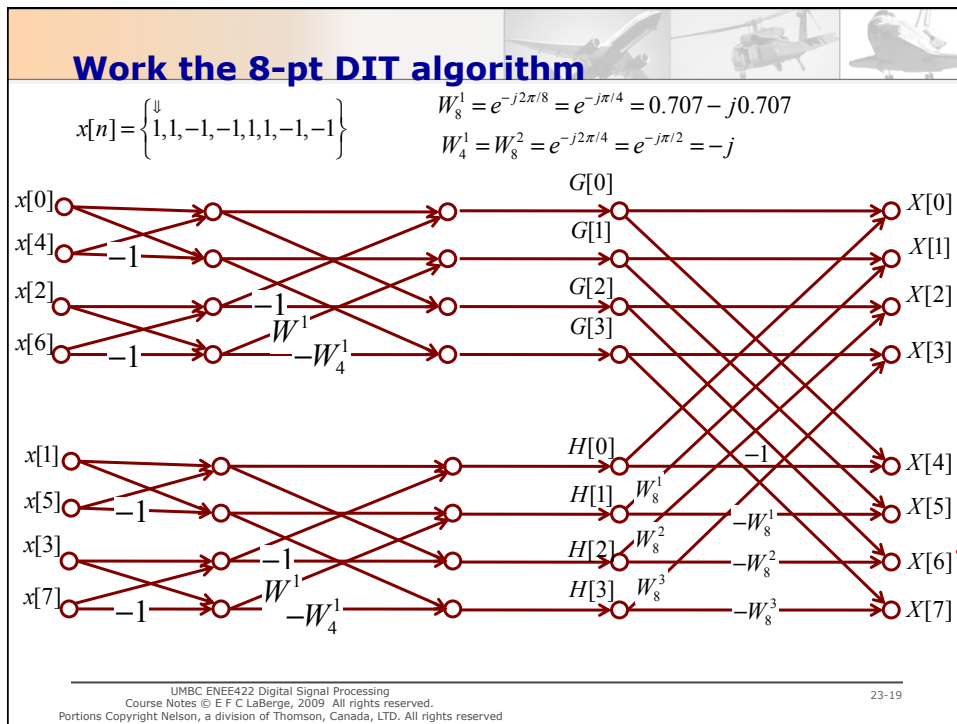 Work the 8-pt DIT algorithm
x[n] = {1,1,−1,−1,1,1,−1,−1}
⇓
W_8^1 = e^{−j2π/8} = e^{−jπ/4} = 0.707 − j0.707
W_4^1 = W_8^2 = e^{−j2π/4} = e^{−jπ/2} = −j
x[0]
G[0]
X[0]
x[4]
−1
G[1]
X[1]
x[2]
−1
G[2]
X[2]
x[6]
−1
W^1
−W_4^1
G[3]
X[3]
x[1]
H[0]
−1
X[4]
x[5]
−1
H[1]
W_8^1
−W_8^1
X[5]
x[3]
−1
H[2]
W_8^2
−W_8^2
X[6]
x[7]
−1
W^1
−W_4^1
H[3]
W_8^3
−W_8^3
X[7]
UMBC ENEE422 Digital Signal Processing
Course Notes © E F C LaBerge, 2009 All rights reserved.
Portions Copyright Nelson, a division of Thomson, Canada, LTD. All rights reserved
23-19